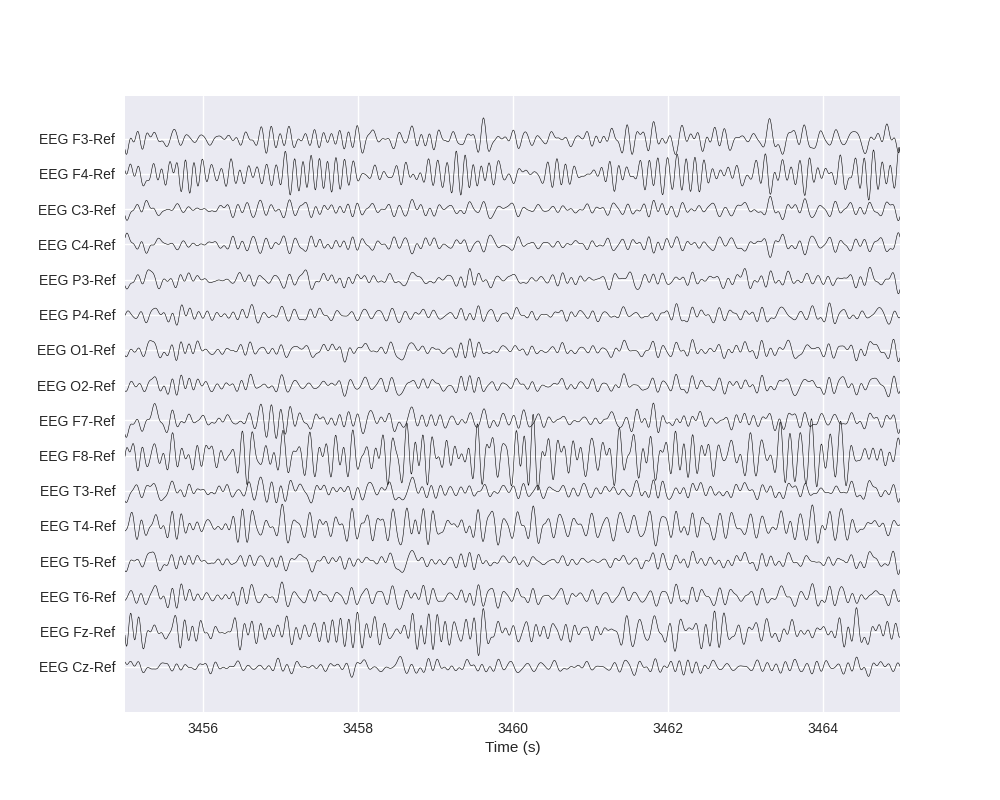 EEG F3-Ref
EEG F4-Ref
EEG C3-Ref
EEG C4-Ref
EEG P3-Ref
EEG P4-Ref
EEG O1-Ref
EEG O2-Ref
EEG F7-Ref
EEG F8-Ref
EEG T3-Ref
EEG T4-Ref
EEG T5-Ref
EEG T6-Ref
EEG Fz-Ref
EEG Cz-Ref
3456 3458 3460 3462 3464
Time (s)